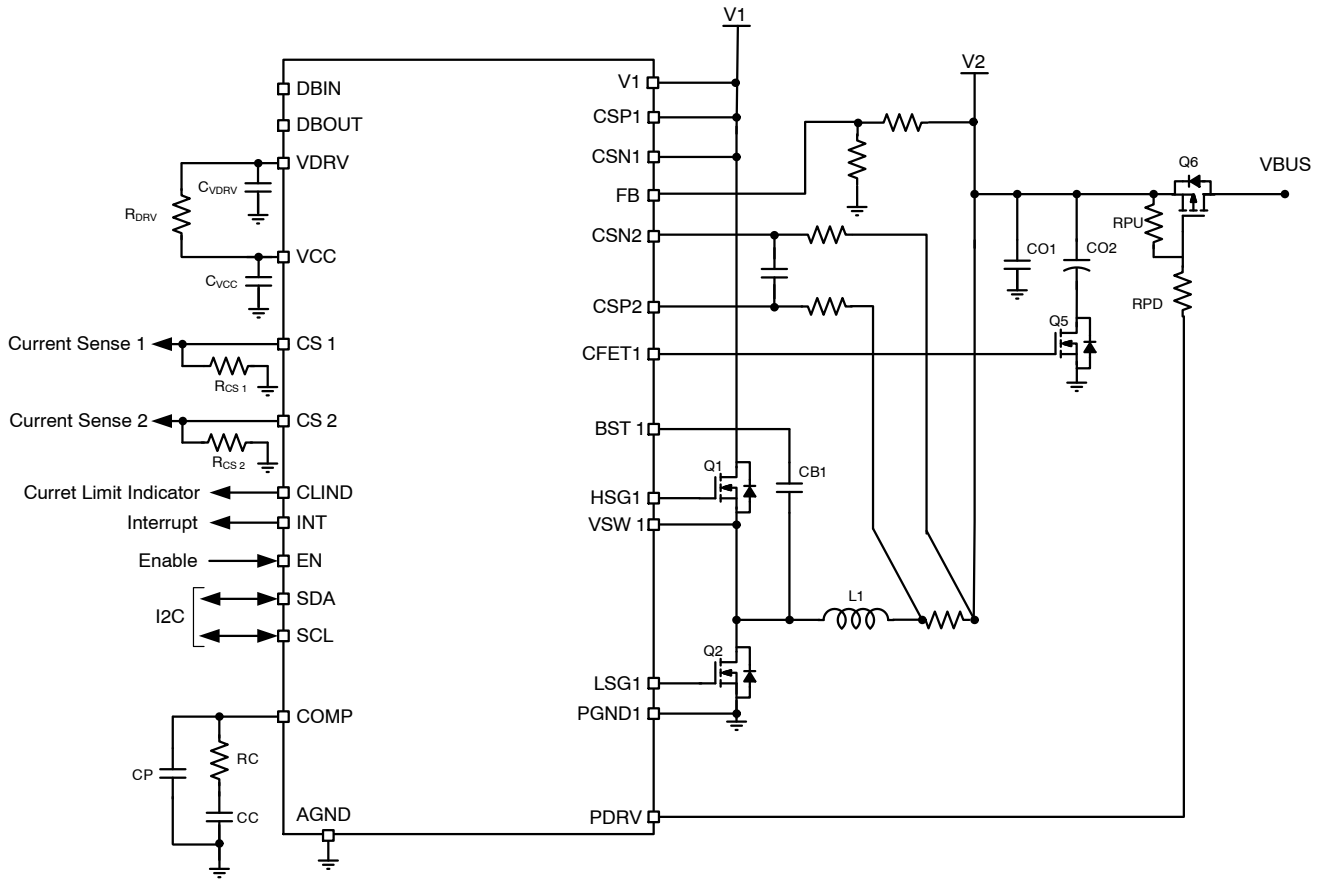 V1
V2
DBIN
DBOUT
VDRV
CVDRV
RDRV
VCC
CVCC
Current Sense 1
CS 1
RCS 1
Current Sense 2
CS 2
RCS 2
Curret Limit Indicator
CLIND
Interrupt
INT
Enable
EN
I2C
SDA
SCL
COMP
CP
RC
CC
AGND
V1
CSP1
CSN1
FB
CSN2
CSP2
CFET1
BST 1
HSG1
VSW 1
LSG1
PGND1
PDRV
Q1
CB1
L1
Q2
CO1
CO2
Q5
RPU
RPD
Q6
VBUS